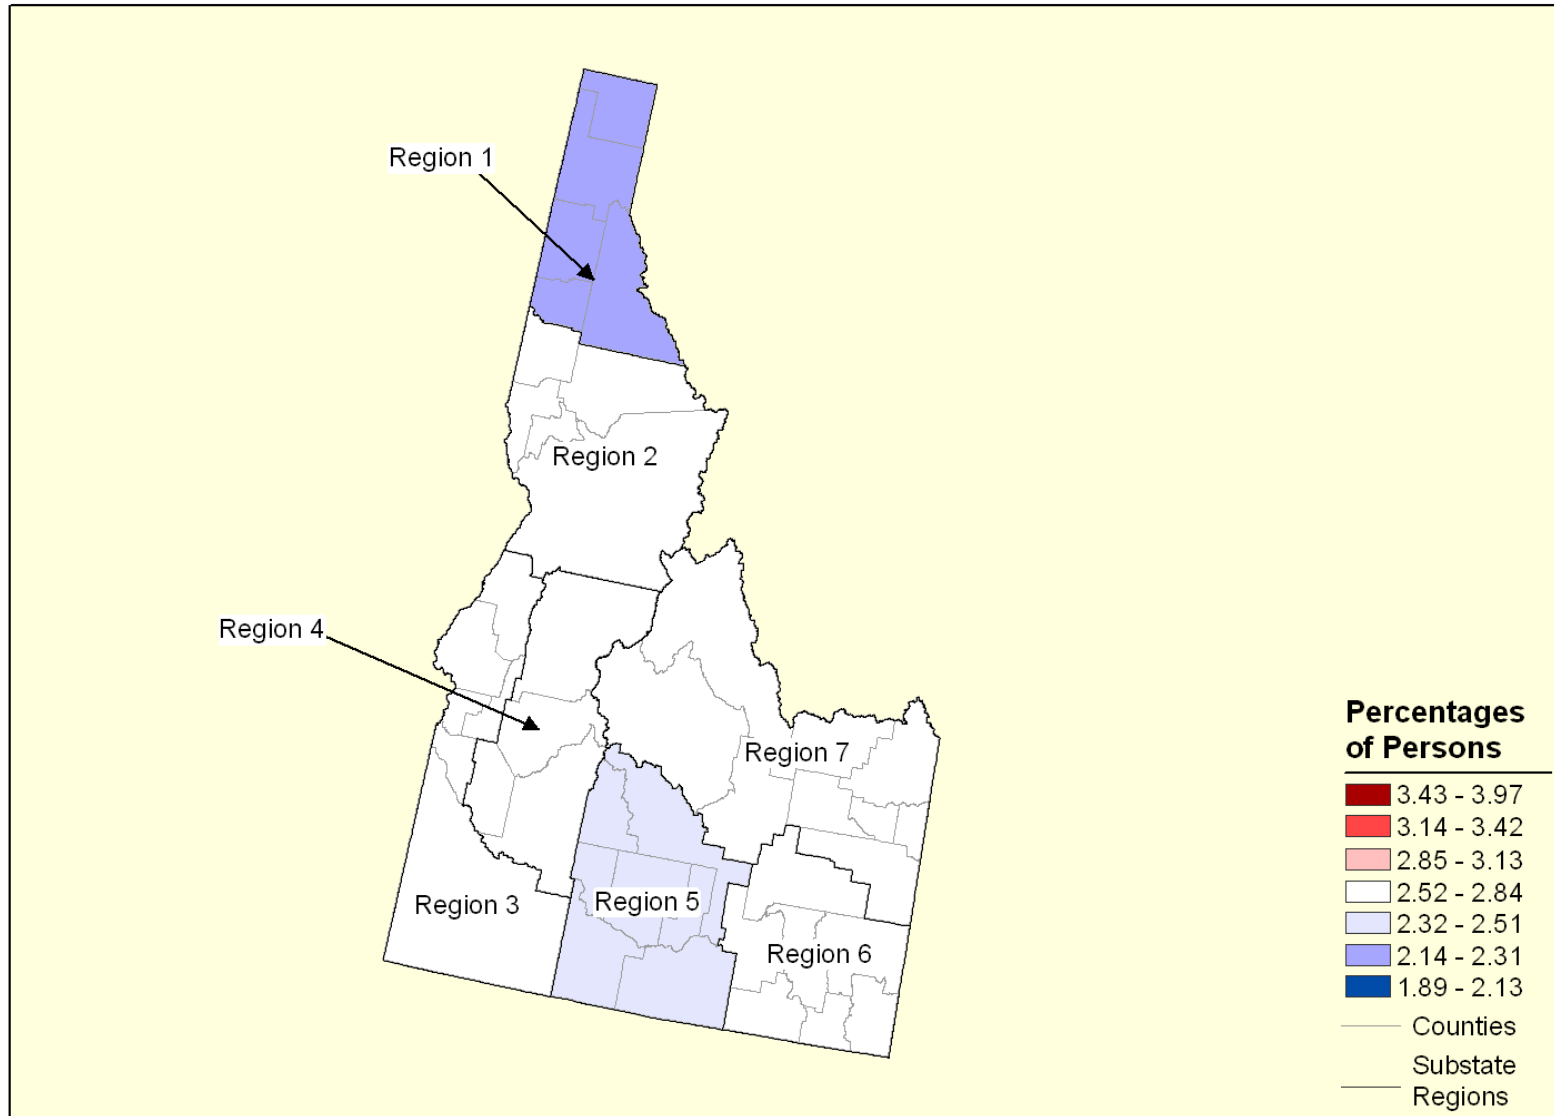 Region 1
Region 2
Region 4
Region 7
Region 3
Region 5
Region 6
Percentages
of Persons
3.43 - 3.97
3.14 - 3.42
2.85 - 3.13
2.52 - 2.84
2.32 - 2.51
2.14 - 2.31
1.89 - 2.13
Counties
Substate
Regions